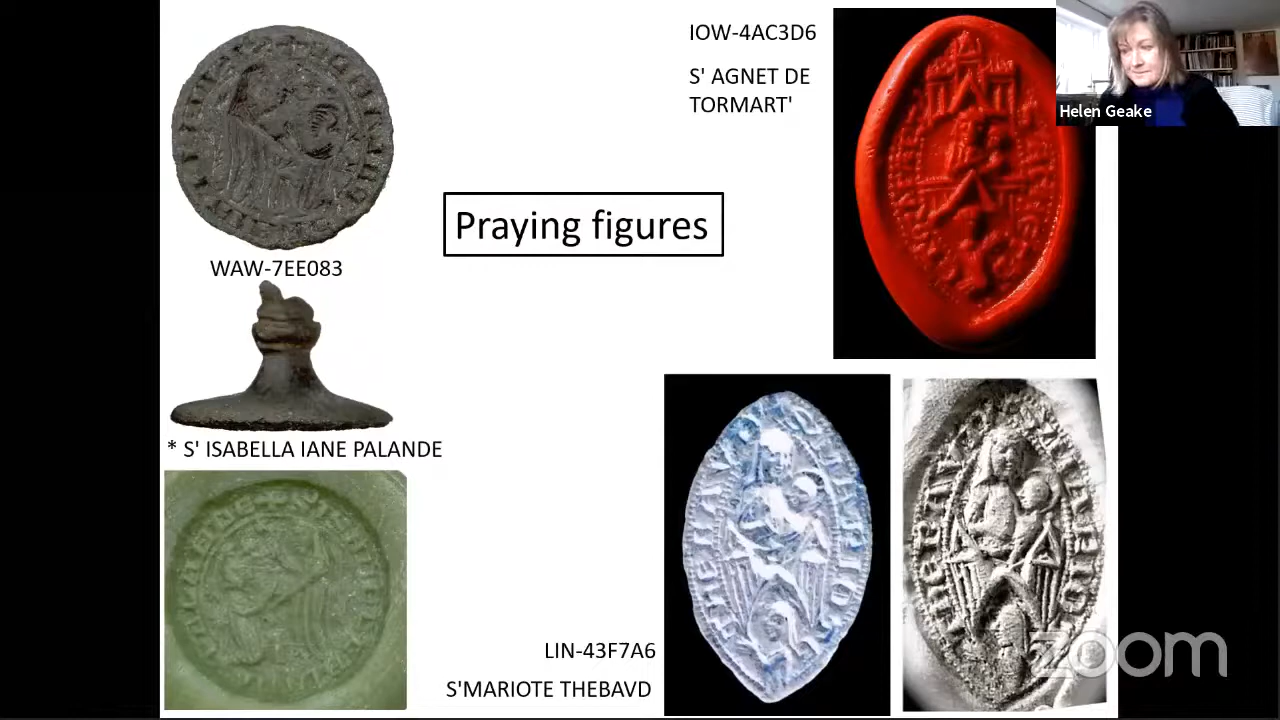 IOW-4AC3D6
S' AGNET DE
TORMART'
Helen Geake
Praying figures
WAW-7EE083
* S' ISABELLA IANE PALANDE
LIN-43F7A6
S'MARIOTE THEBAVD
zoom